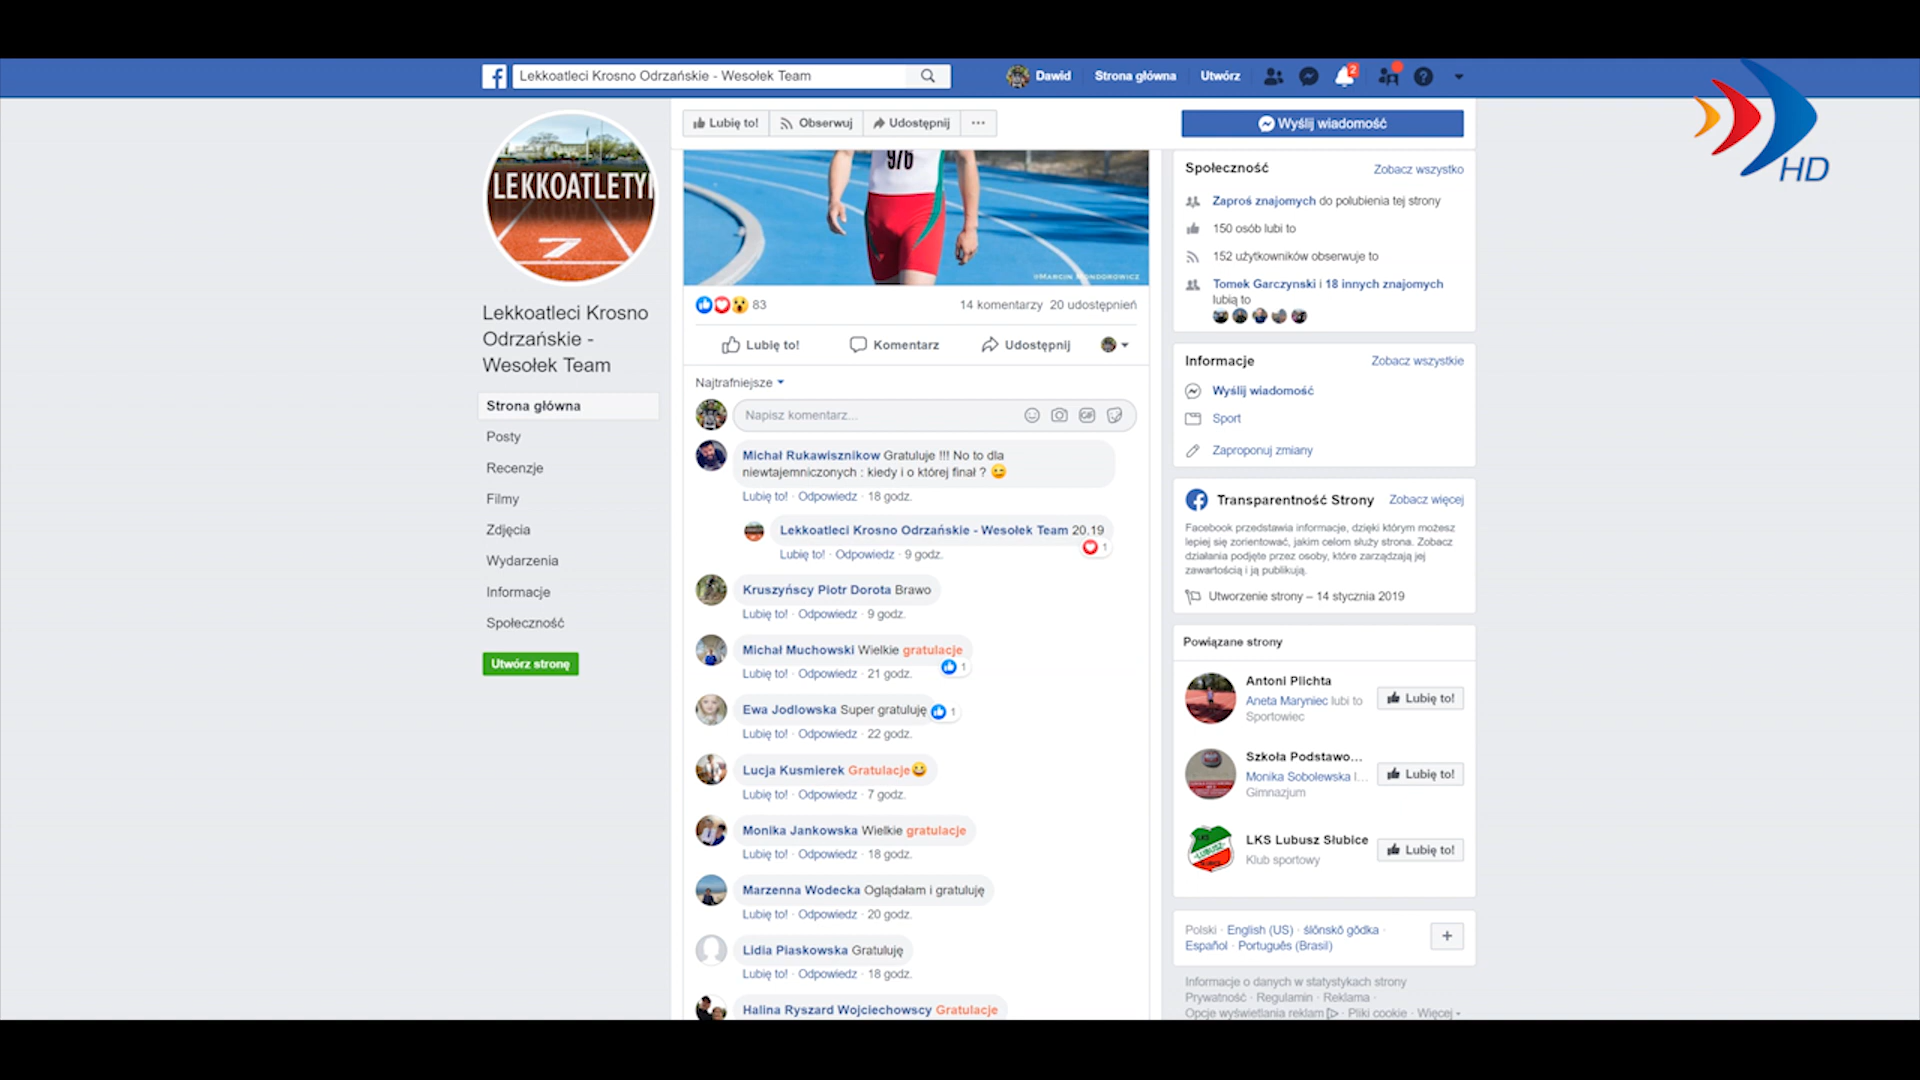 Lekkoatleci Krosno Odrzańskie - Wesołek Team
Dawid
Strona główna
Utwórz
2
HD
LEKKOATLETY
7
Lekkoatleci Krosno
Odrzańskie -
Wesołek Team
Strona główna
Posty
Recenzje
Filmy
Zdjęcia
Wydarzenia
Informacje
Społeczność
Utwórz stronę
Lubię to!
Obserwuj
Udostępnij
Wyślij wiadomość
976
©MARCIN MONDOROWICZ
83
14 komentarzy 20 udostępnień
Lubię to!
Komentarz
Udostępnij
Najtrafniejsze
Napisz komentarz...
GIF
Michał Rukawisznikow Gratuluje !!! No to dla
niewtajemniczonych : kiedy i o której finał ?
Lubię to! · Odpowiedz · 18 godz.
Lekkoatleci Krosno Odrzańskie - Wesołek Team 20.19
1
Lubię to! · Odpowiedz · 9 godz.
Kruszyńscy Piotr Dorota Brawo
Lubię to! · Odpowiedz · 9 godz.
Michał Muchowski Wielkie gratulacje
1
Lubię to! · Odpowiedz · 21 godz.
Ewa Jodlowska Super gratuluję
1
Lubię to! · Odpowiedz · 22 godz.
Lucja Kusmierek Gratulacje
Lubię to! · Odpowiedz · 7 godz.
Monika Jankowska Wielkie gratulacje
Lubię to! · Odpowiedz · 18 godz.
Marzenna Wodecka Oglądałam i gratuluję
Lubię to! · Odpowiedz · 20 godz.
Lidia Piaskowska Gratuluję
Lubię to! · Odpowiedz · 18 godz.
Halina Ryszard Wojciechowscy Gratulacje
Społeczność
Zobacz wszystko
Zaproś znajomych do polubienia tej strony
150 osób lubi to
152 użytkowników obserwuje to
Tomek Garczynski i 18 innych znajomych
lubią to
Informacje
Zobacz wszystkie
Wyślij wiadomość
Sport
Zaproponuj zmiany
Transparentność Strony
Zobacz więcej
Facebook przedstawia informacje, dzięki którym możesz
lepiej się zorientować, jakim celom służy strona. Zobacz
działania podjęte przez osoby, które zarządzają jej
zawartością i ją publikują.
Utworzenie strony – 14 stycznia 2019
Powiązane strony
Antoni Plichta
Aneta Maryniec lubi to
Sportowiec
Lubię to!
Szkoła Podstawo...
Monika Sobolewska l...
Gimnazjum
Lubię to!
LKS
LUBUSZ
LKS Lubusz Słubice
Klub sportowy
Lubię to!
Polski · English (US) · ślōnskŏ gŏdka ·
Español · Português (Brasil)
Informacje o danych w statystykach strony
Prywatność · Regulamin · Reklama ·
Opcje wyświetlania reklam · Pliki cookie · Więcej